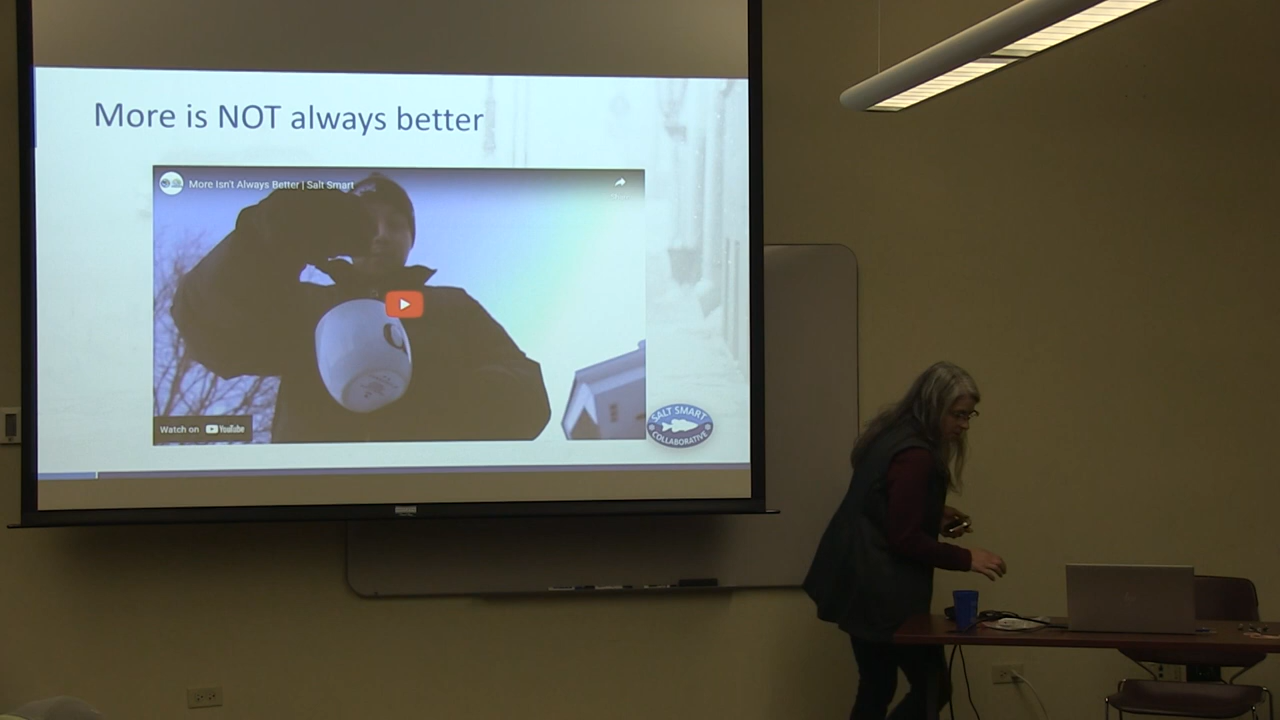 More is NOT always better
More Isn't Always Better | Salt Smart
Watch on YouTube
SALT SMART
COLLABORATIVE